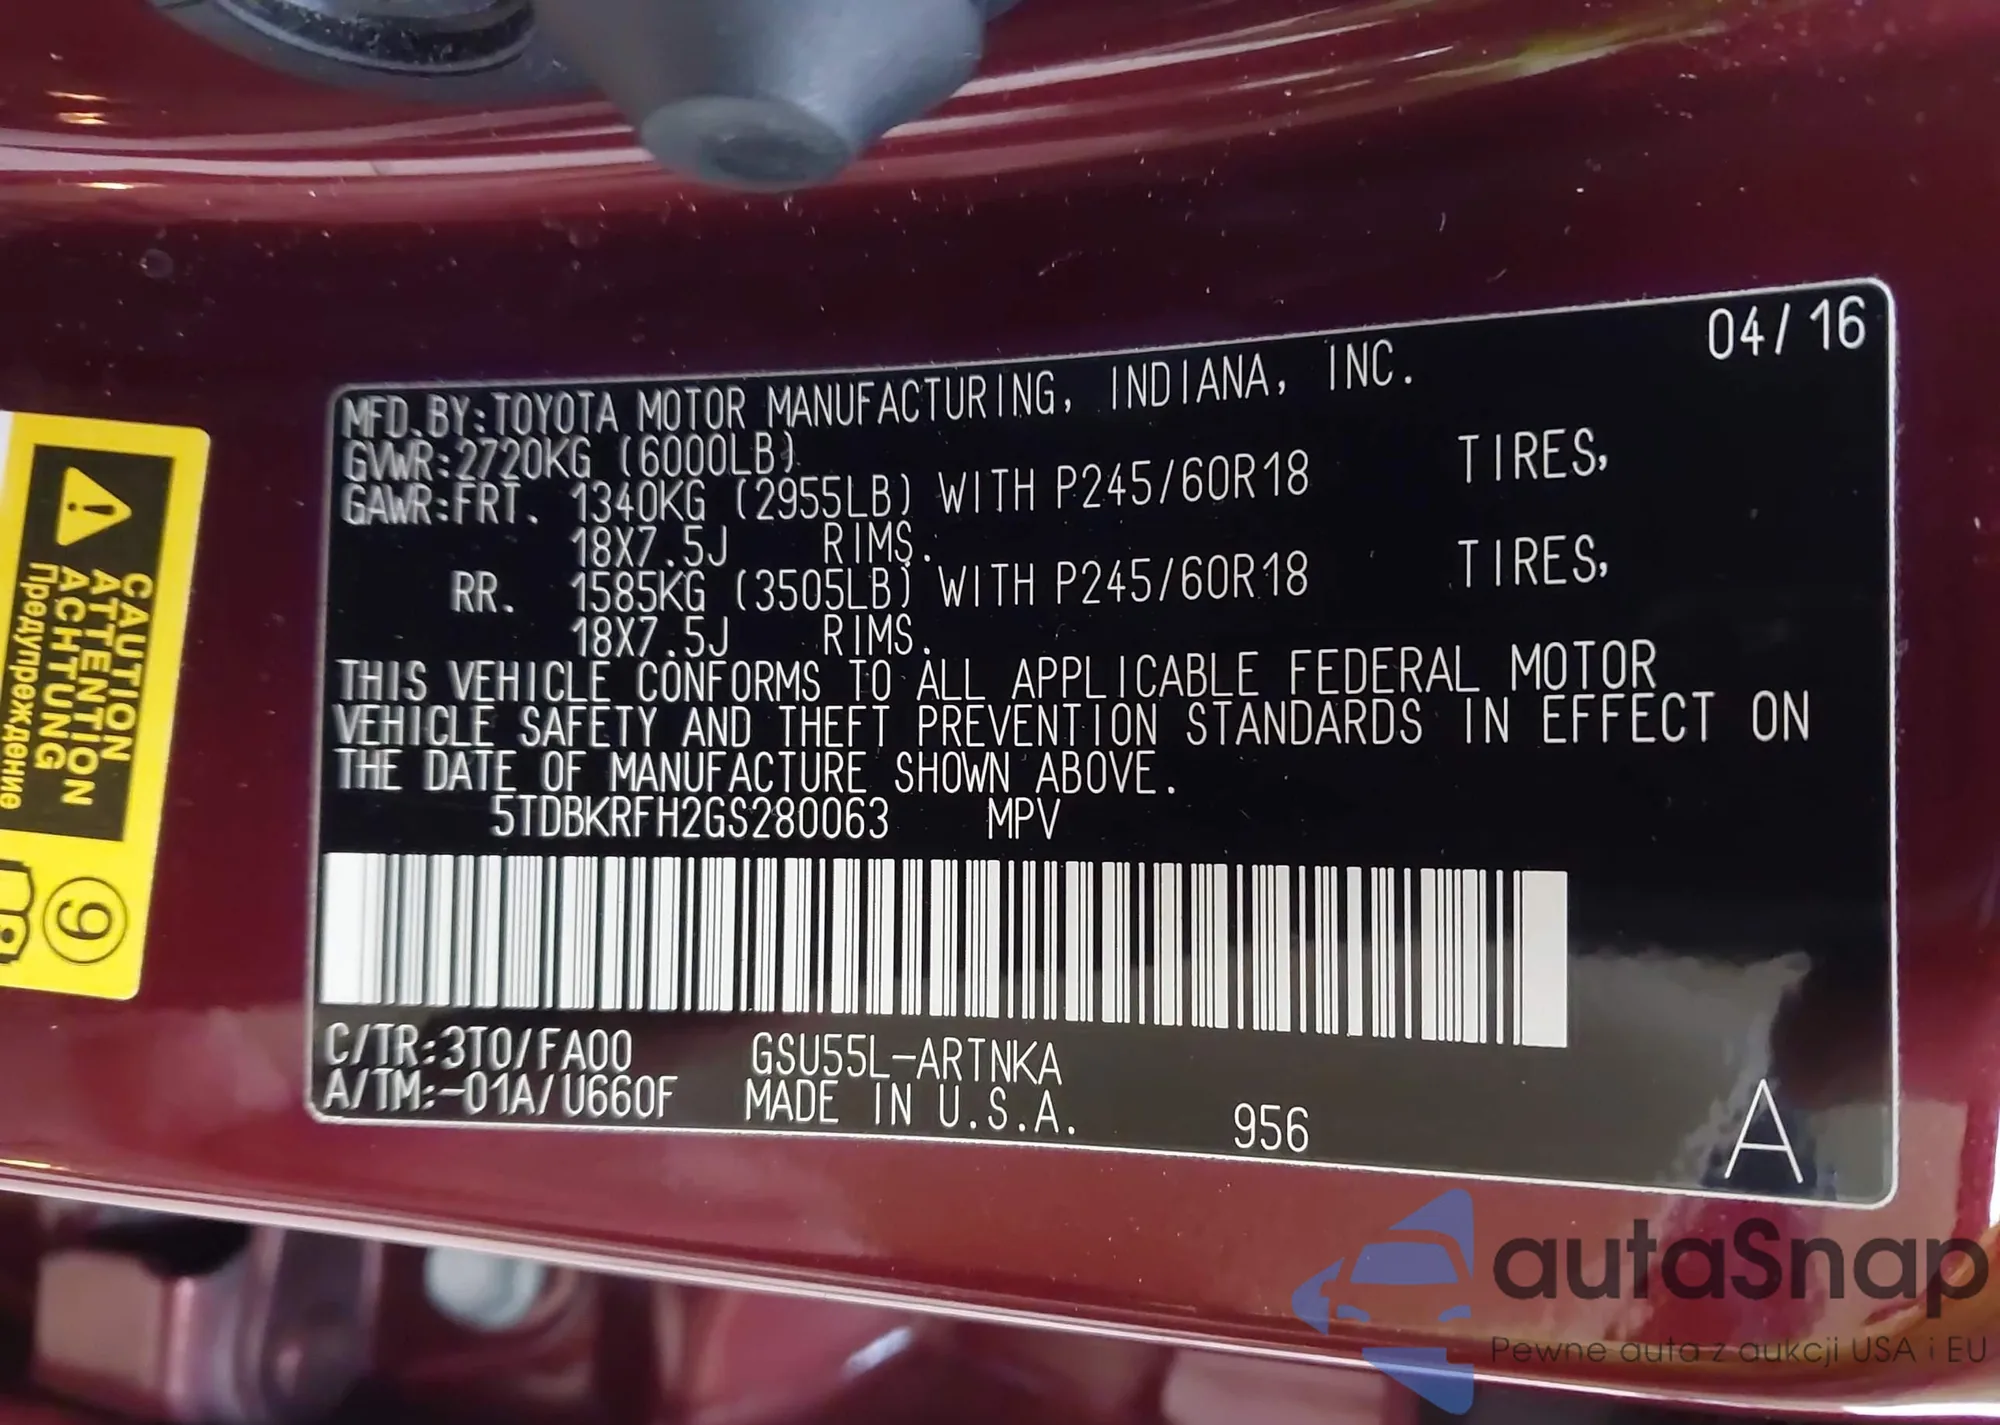 04/16
MFD.BY:TOYOTA MOTOR MANUFACTURING, INDIANA, INC.
GVWR:2720KG (6000LB)
GAWR:FRT. 1340KG (2955LB) WITH P245/60R18 TIRES,
18X7.5J RIMS.
RR. 1585KG (3505LB) WITH P245/60R18 TIRES,
18X7.5J RIMS.
THIS VEHICLE CONFORMS TO ALL APPLICABLE FEDERAL MOTOR
VEHICLE SAFETY AND THEFT PREVENTION STANDARDS IN EFFECT ON
THE DATE OF MANUFACTURE SHOWN ABOVE.
5TDBKRFH2GS280063 MPV
C/TR:3T0/FA00 GSU55L-ARTNKA
A/TM:-01A/U660F MADE IN U.S.A. 956 A
CAUTION
ATTENTION
ACHTUNG
Предупреждение
9
autaSnap
Pewne auta z aukcji USA i EU